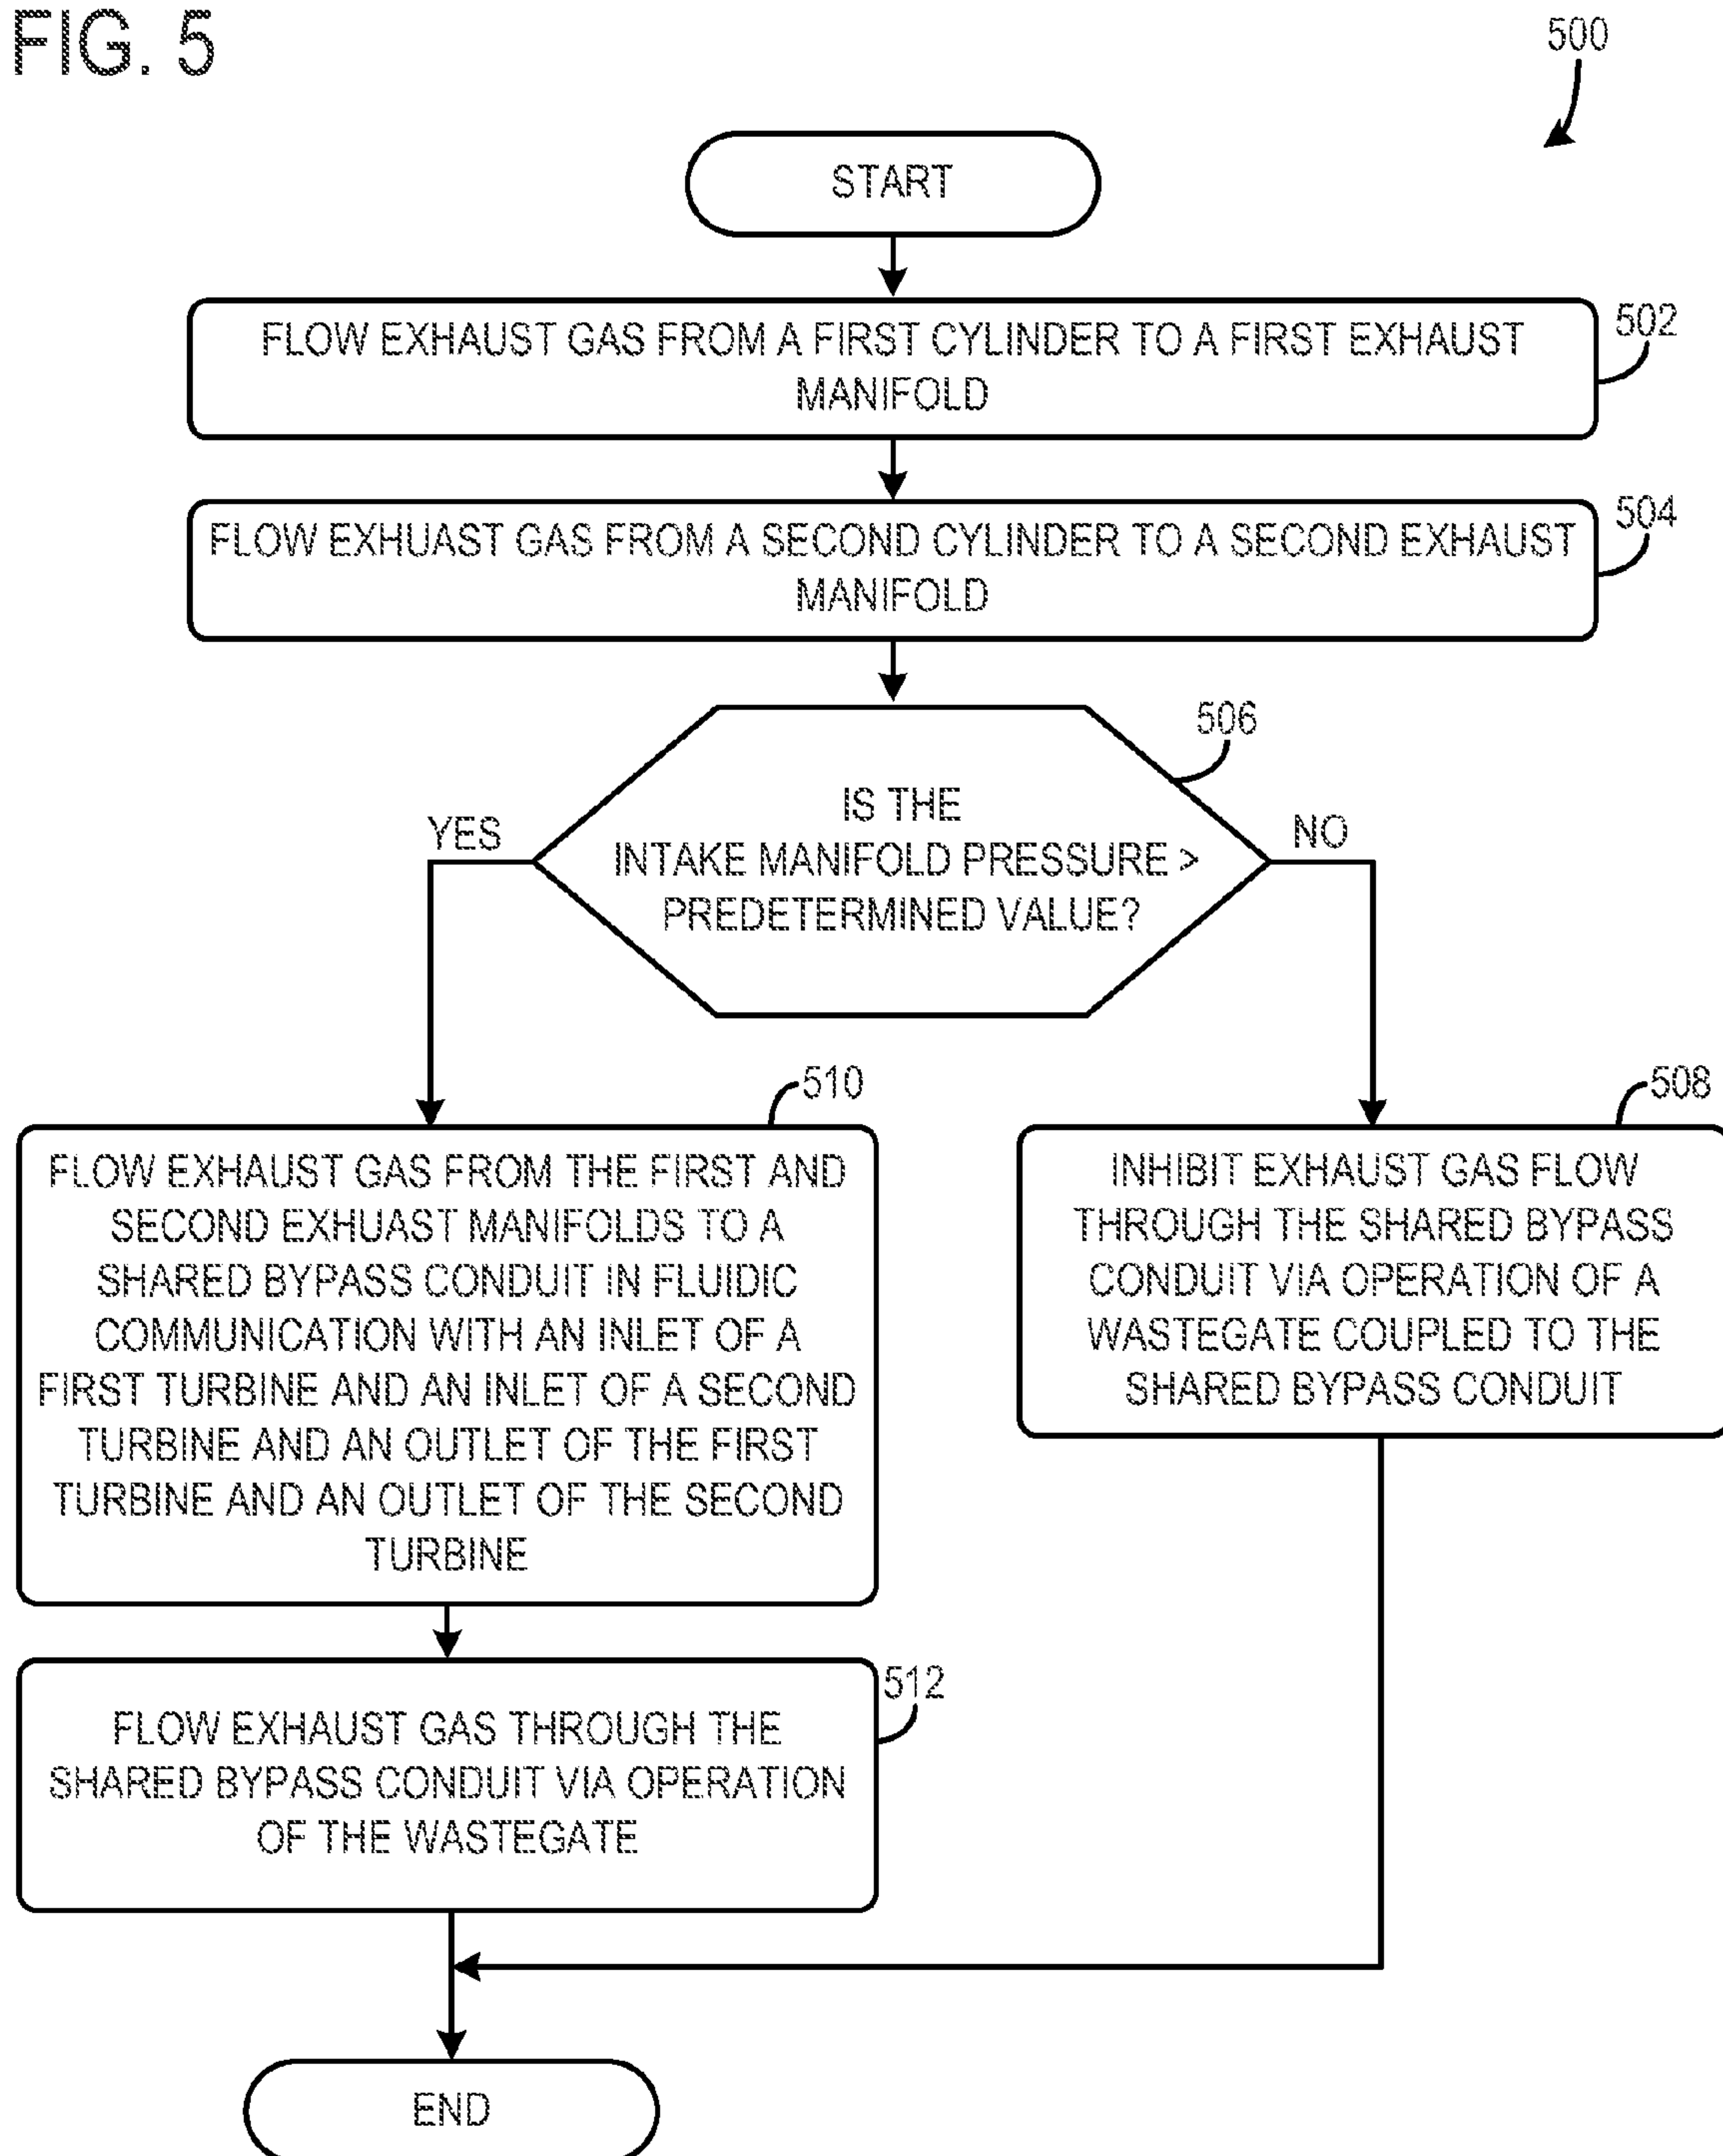 FIG. 5
500
START
FLOW EXHAUST GAS FROM A FIRST CYLINDER TO A FIRST EXHAUST
MANIFOLD
502
FLOW EXHUAST GAS FROM A SECOND CYLINDER TO A SECOND EXHAUST
MANIFOLD
504
506
IS THE
INTAKE MANIFOLD PRESSURE >
PREDETERMINED VALUE?
YES
NO
510
FLOW EXHAUST GAS FROM THE FIRST AND
SECOND EXHUAST MANIFOLDS TO A
SHARED BYPASS CONDUIT IN FLUIDIC
COMMUNICATION WITH AN INLET OF A
FIRST TURBINE AND AN INLET OF A SECOND
TURBINE AND AN OUTLET OF THE FIRST
TURBINE AND AN OUTLET OF THE SECOND
TURBINE
508
INHIBIT EXHAUST GAS FLOW
THROUGH THE SHARED BYPASS
CONDUIT VIA OPERATION OF A
WASTEGATE COUPLED TO THE
SHARED BYPASS CONDUIT
512
FLOW EXHAUST GAS THROUGH THE
SHARED BYPASS CONDUIT VIA OPERATION
OF THE WASTEGATE
END